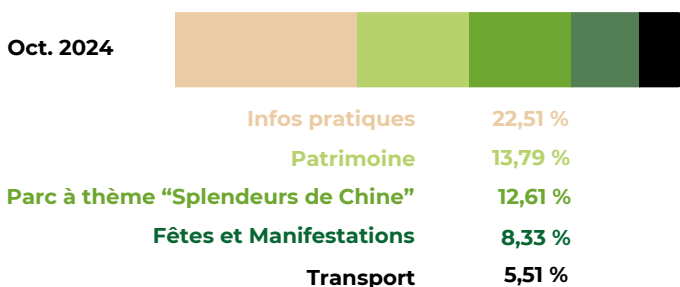 Oct. 2024
Infos pratiques 22,51 %
Patrimoine 13,79 %
Parc à thème “Splendeurs de Chine” 12,61 %
Fêtes et Manifestations 8,33 %
Transport 5,51 %